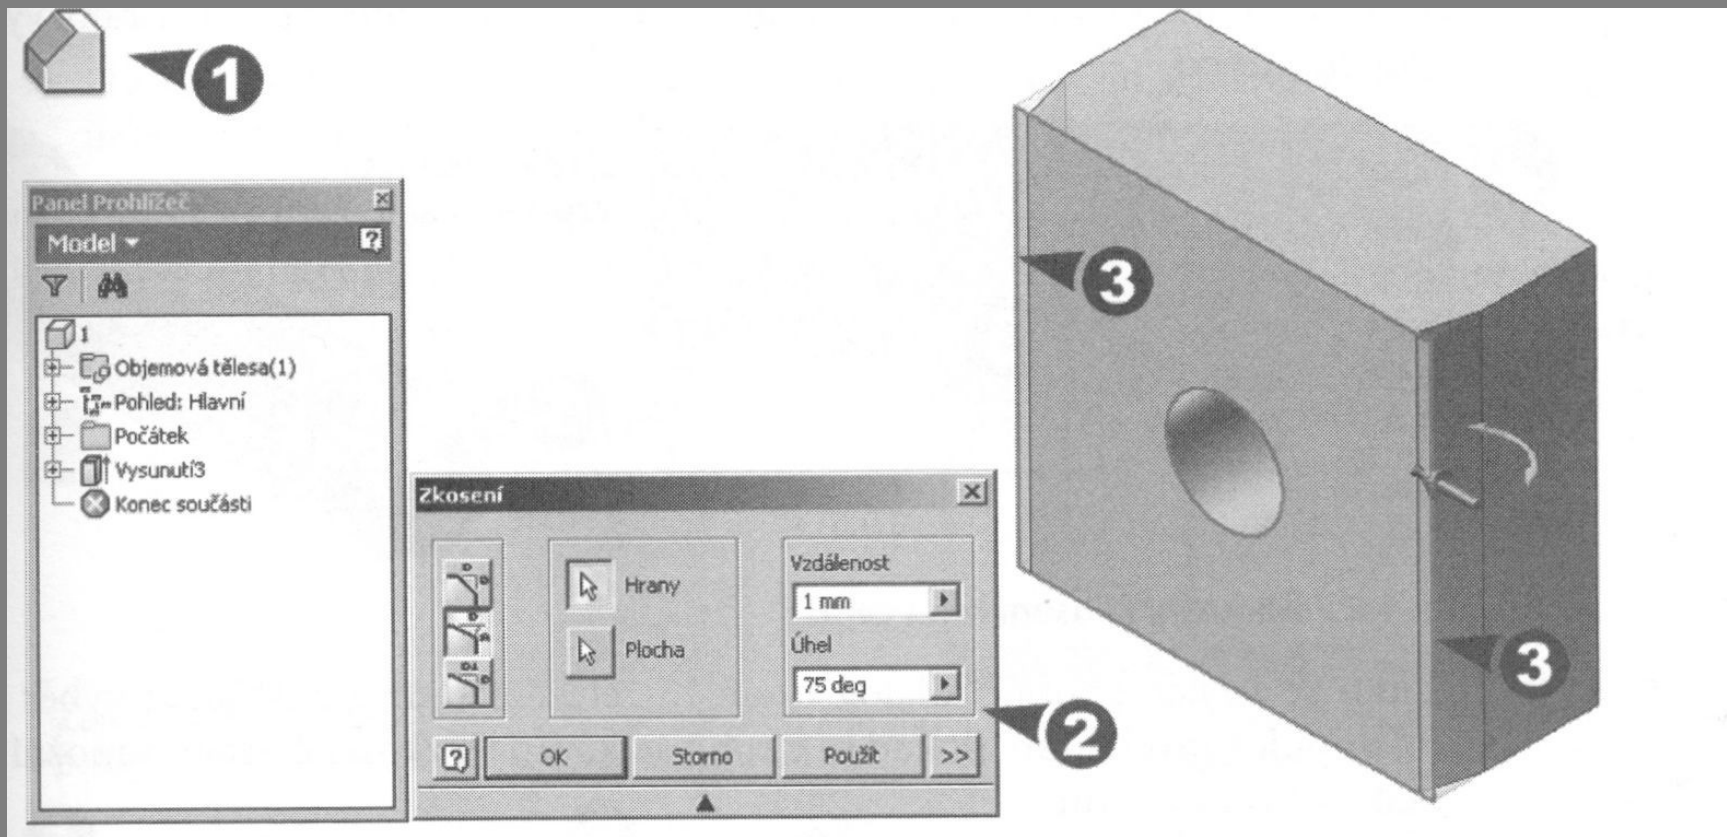 1
Panel Prohlížeč
Model
1
Objemová tělesa(1)
Pohled: Hlavní
Počátek
Vysunutí3
Konec součásti
Zkosení
Hrany
Plocha
Vzdálenost
1 mm
Úhel
75 deg
OK
Storno
Použít
>>
2
3
3